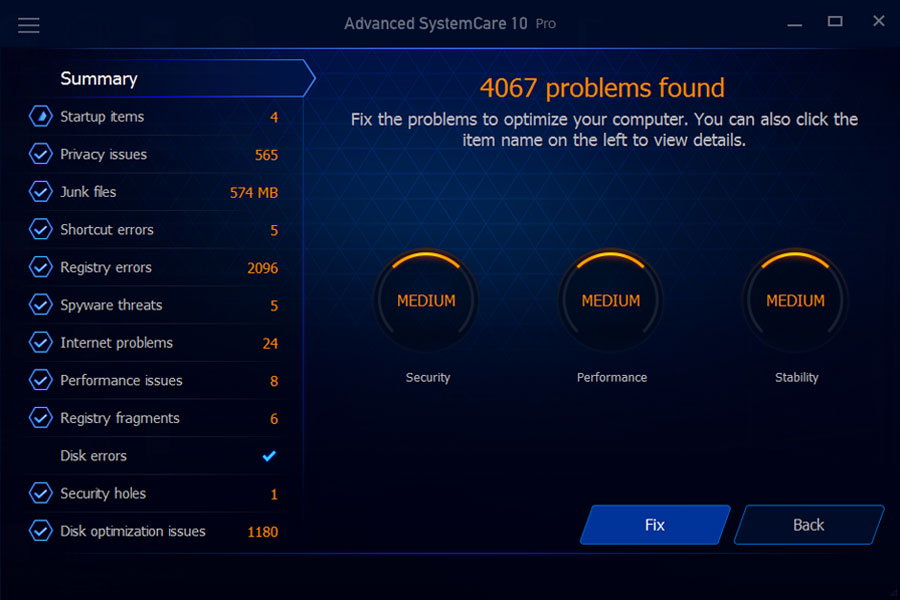 Advanced SystemCare 10 Pro
Summary
4067 problems found
Fix the problems to optimize your computer. You can also click the
item name on the left to view details.
Startup items 4
Privacy issues 565
Junk files 574 MB
Shortcut errors 5
Registry errors 2096
Spyware threats 5
Internet problems 24
Performance issues 8
Registry fragments 6
Disk errors
Security holes 1
Disk optimization issues 1180
MEDIUM MEDIUM MEDIUM
Security Performance Stability
Fix Back